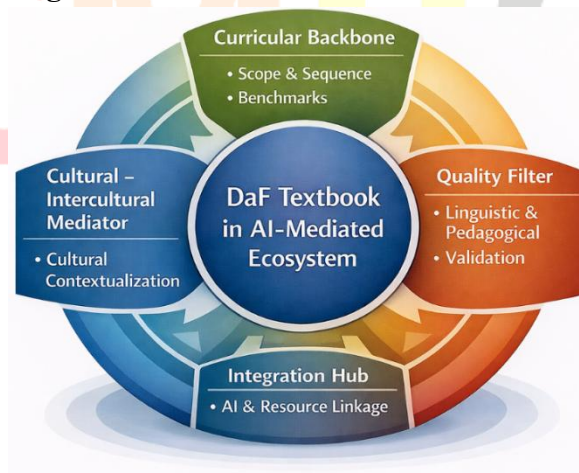 Curricular Backbone
• Scope & Sequence
• Benchmarks
Cultural –
Intercultural
Mediator
• Cultural
Contextualization
DaF Textbook
in AI-Mediated
Ecosystem
Quality Filter
• Linguistic &
Pedagogical
• Validation
Integration Hub
• AI & Resource Linkage